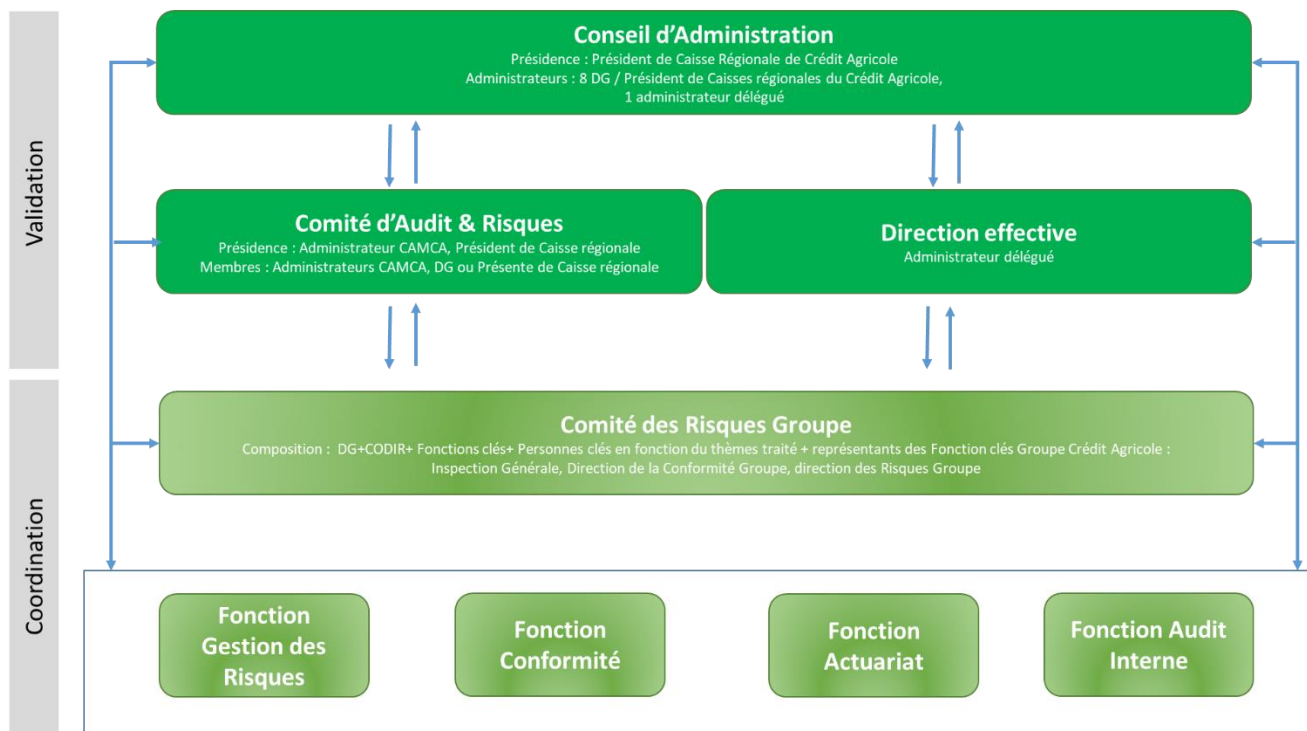 Validation
Conseil d'Administration
Présidence : Président de Caisse Régionale de Crédit Agricole
Administrateurs : 8 DG / Président de Caisses régionales du Crédit Agricole,
1 administrateur délégué
Comité d'Audit & Risques
Présidence : Administrateur CAMCA, Président de Caisse régionale
Membres : Administrateurs CAMCA, DG ou Présente de Caisse régionale
Direction effective
Administrateur délégué
Coordination
Comité des Risques Groupe
Composition : DG+CODIR+ Fonctions clés+ Personnes clés en fonction du thèmes traité + représentants des Fonction clés Groupe Crédit Agricole :
Inspection Générale, Direction de la Conformité Groupe, direction des Risques Groupe
Fonction
Gestion des
Risques
Fonction
Conformité
Fonction
Actuariat
Fonction Audit
Interne